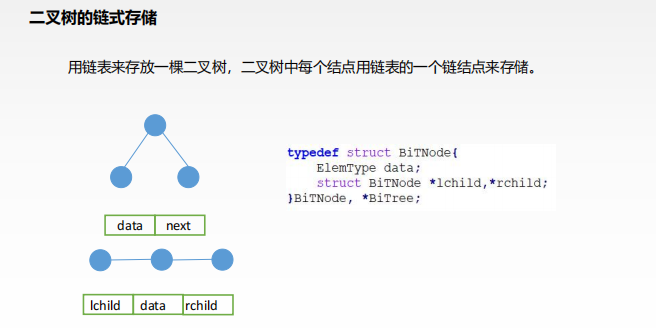 二叉树的链式存储
用链表来存放一棵二叉树，二叉树中每个结点用链表的一个链结点来存储。
typedef struct BiTNode{
ElemType data;
struct BiTNode *lchild,*rchild;
}BiTNode, *BiTree;
data next
lchild data rchild